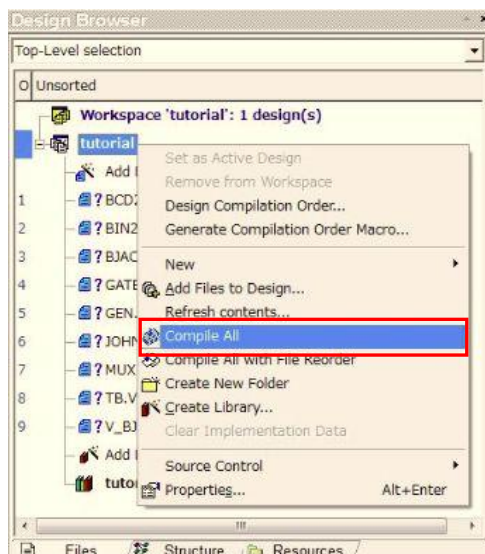 Design Browser
Top-Level selection
O Unsorted
Workspace 'tutorial': 1 design(s)
tutorial
Set as Active Design
Add
Remove from Workspace
1 ? BCD2
Design Compilation Order...
2 ? BIN2
Generate Compilation Order Macro...
3 ? BJAC
New
4 ? GATE
Add Files to Design...
5 ? GEN.
Refresh contents...
6 ? JOHN
Compile All
7 ? MUX
Compile All with File Reorder
Create New Folder
8 ? TB.V
Create Library...
9 ? V_BJ
Clear Implementation Data
Add
Source Control
tuto
Properties... Alt+Enter
Files Structure Resources